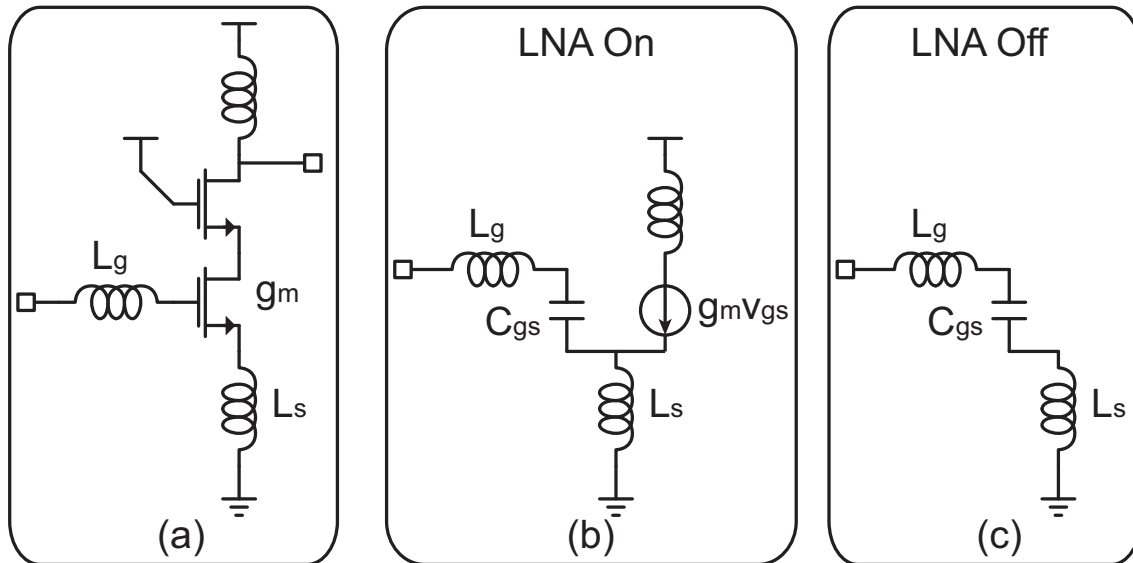 Lg
gm
Ls
(a)
LNA On
Lg
Cgs
gmvgs
Ls
(b)
LNA Off
Lg
Cgs
Ls
(c)